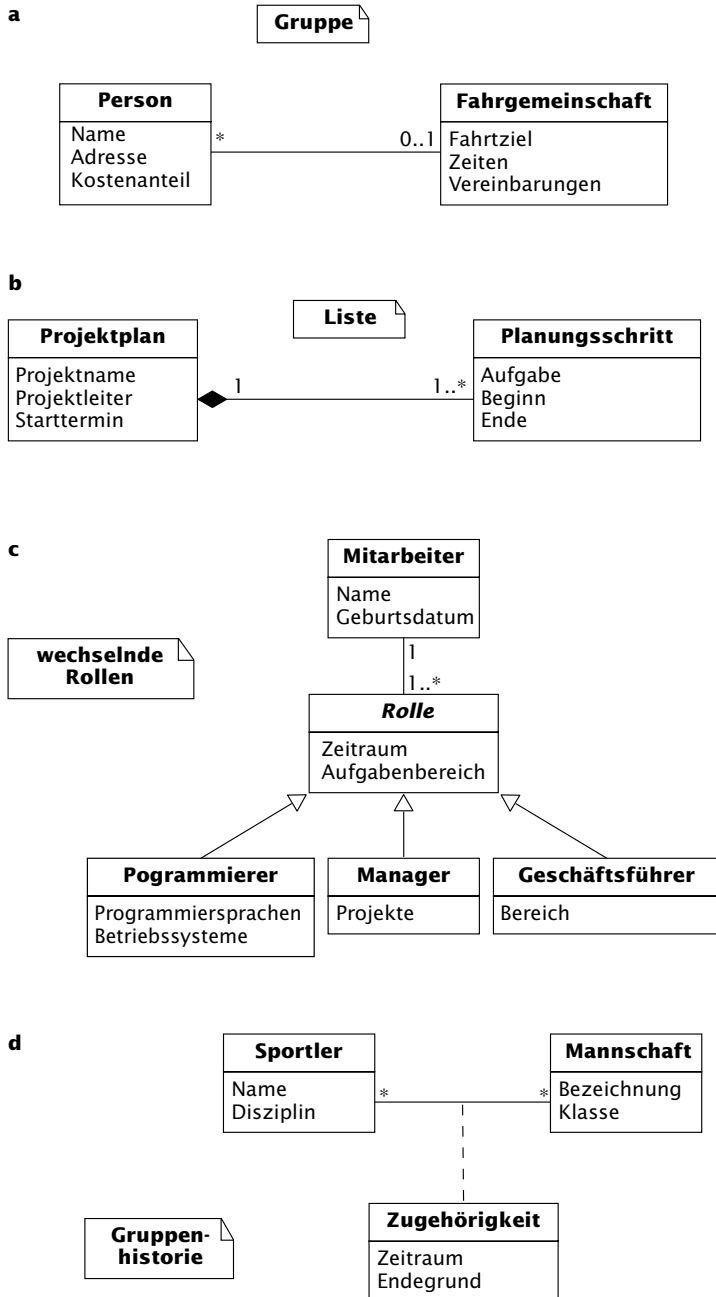 a
Gruppe
Person
Name
Adresse
Kostenanteil
*
0..1
Fahrgemeinschaft
Fahrtziel
Zeiten
Vereinbarungen
b
Liste
Projektplan
Projektname
Projektleiter
Starttermin
1
1..*
Planungsschritt
Aufgabe
Beginn
Ende
c
Mitarbeiter
Name
Geburtsdatum
wechselnde
Rollen
1
1..*
Rolle
Zeitraum
Aufgabenbereich
Pogrammierer
Programmiersprachen
Betriebssysteme
Manager
Projekte
Geschäftsführer
Bereich
d
Sportler
Name
Disziplin
*
*
Mannschaft
Bezeichnung
Klasse
Gruppen-
historie
Zugehörigkeit
Zeitraum
Endegrund